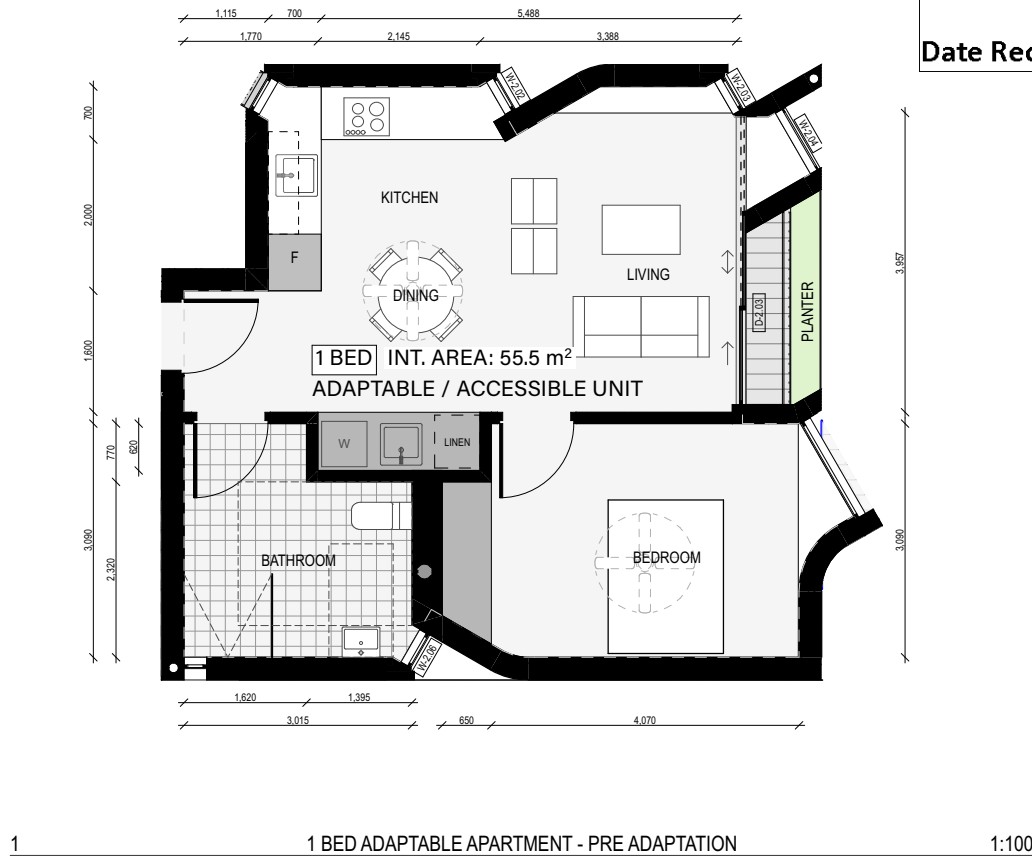 1,115 700 5,488
1,770 2,145 3,388
Date Rec
W-2.02
W-2.03
W-2.04
700
2,000
1,600
3,957
KITCHEN
F
DINING
LIVING
D-2.03
PLANTER
1 BED INT. AREA: 55.5 m²
ADAPTABLE / ACCESSIBLE UNIT
W
LINEN
770
620
3,090
2,320
3,090
BATHROOM
BEDROOM
W-2.06
1,620 1,395
3,015 650 4,070
1 1 BED ADAPTABLE APARTMENT - PRE ADAPTATION 1:100